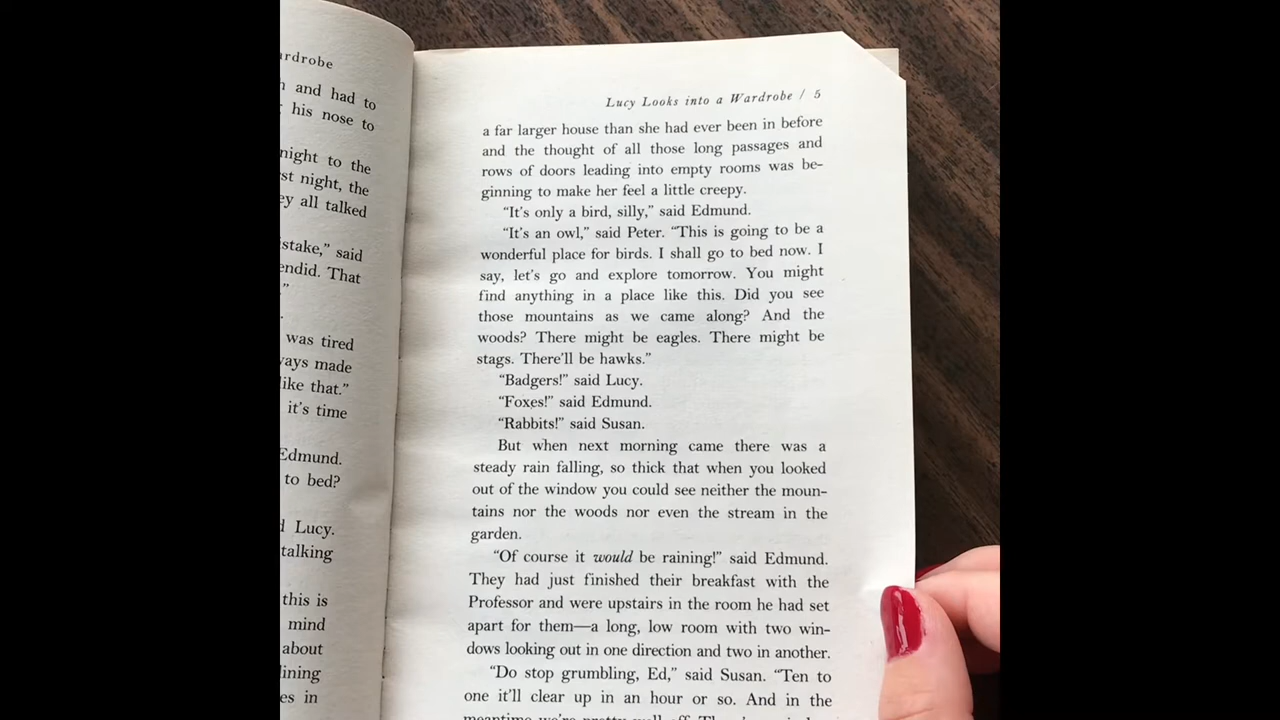 ardrobe
and had to
his nose to
night to the
st night, the
ey all talked
istake,” said
endid. That
”
was tired
ways made
like that.”
it's time
Edmund.
to bed?
d Lucy.
talking
this is
mind
about
lining
es in
Lucy Looks into a Wardrobe / 5
a far larger house than she had ever been in before
and the thought of all those long passages and
rows of doors leading into empty rooms was be-
ginning to make her feel a little creepy.
“It's only a bird, silly,” said Edmund.
“It's an owl,” said Peter. “This is going to be a
wonderful place for birds. I shall go to bed now. I
say, let's go and explore tomorrow. You might
find anything in a place like this. Did you see
those mountains as we came along? And the
woods? There might be eagles. There might be
stags. There'll be hawks.”
“Badgers!” said Lucy.
“Foxes!” said Edmund.
“Rabbits!” said Susan.
But when next morning came there was a
steady rain falling, so thick that when you looked
out of the window you could see neither the moun-
tains nor the woods nor even the stream in the
garden.
“Of course it would be raining!” said Edmund.
They had just finished their breakfast with the
Professor and were upstairs in the room he had set
apart for them—a long, low room with two win-
dows looking out in one direction and two in another.
“Do stop grumbling, Ed,” said Susan. “Ten to
one it'll clear up in an hour or so. And in the
meantime we're pretty well off.